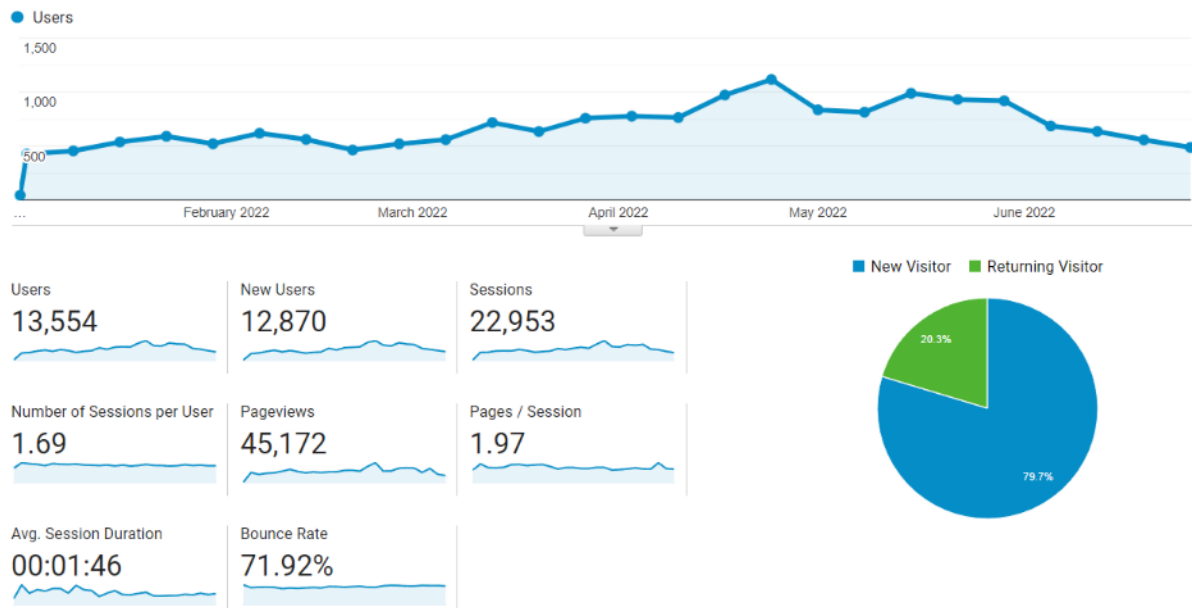 Users
1,500
1,000
500
... February 2022 March 2022 April 2022 May 2022 June 2022
New Visitor Returning Visitor
Users New Users Sessions
13,554 12,870 22,953
20.3%
Number of Sessions per User Pageviews Pages / Session
1.69 45,172 1.97
79.7%
Avg. Session Duration Bounce Rate
00:01:46 71.92%